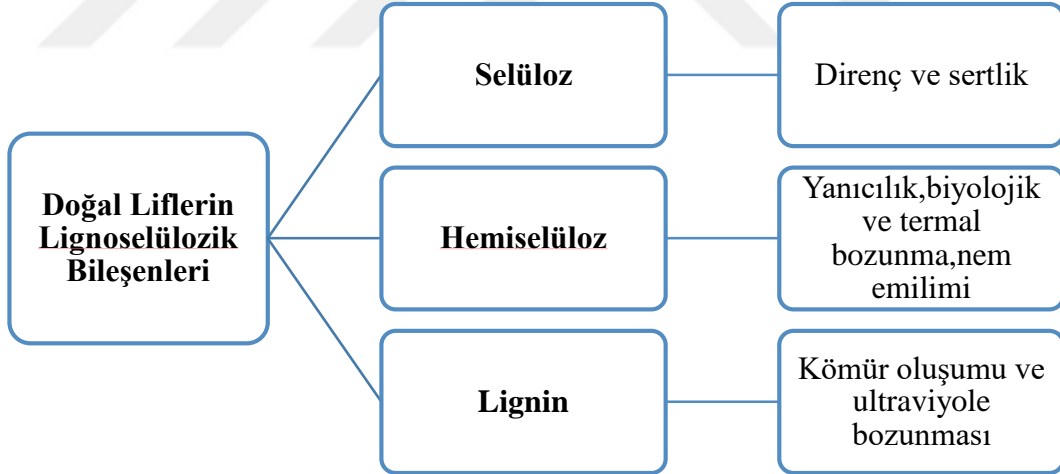 Selüloz
Direnç ve sertlik
Doğal Liflerin
Lignoselülozik
Bileşenleri
Hemiselüloz
Yanıcılık,biyolojik
ve termal
bozunma,nem
emilimi
Lignin
Kömür oluşumu ve
ultraviyole
bozunması